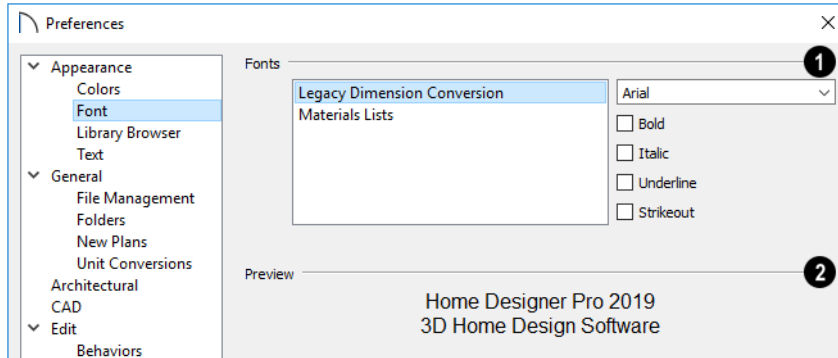 Preferences
Appearance
Colors
Font
Library Browser
Text
General
File Management
Folders
New Plans
Unit Conversions
Architectural
CAD
Edit
Behaviors
Fonts
1
Legacy Dimension Conversion
Materials Lists
Arial
Bold
Italic
Underline
Strikeout
Preview
2
Home Designer Pro 2019
3D Home Design Software